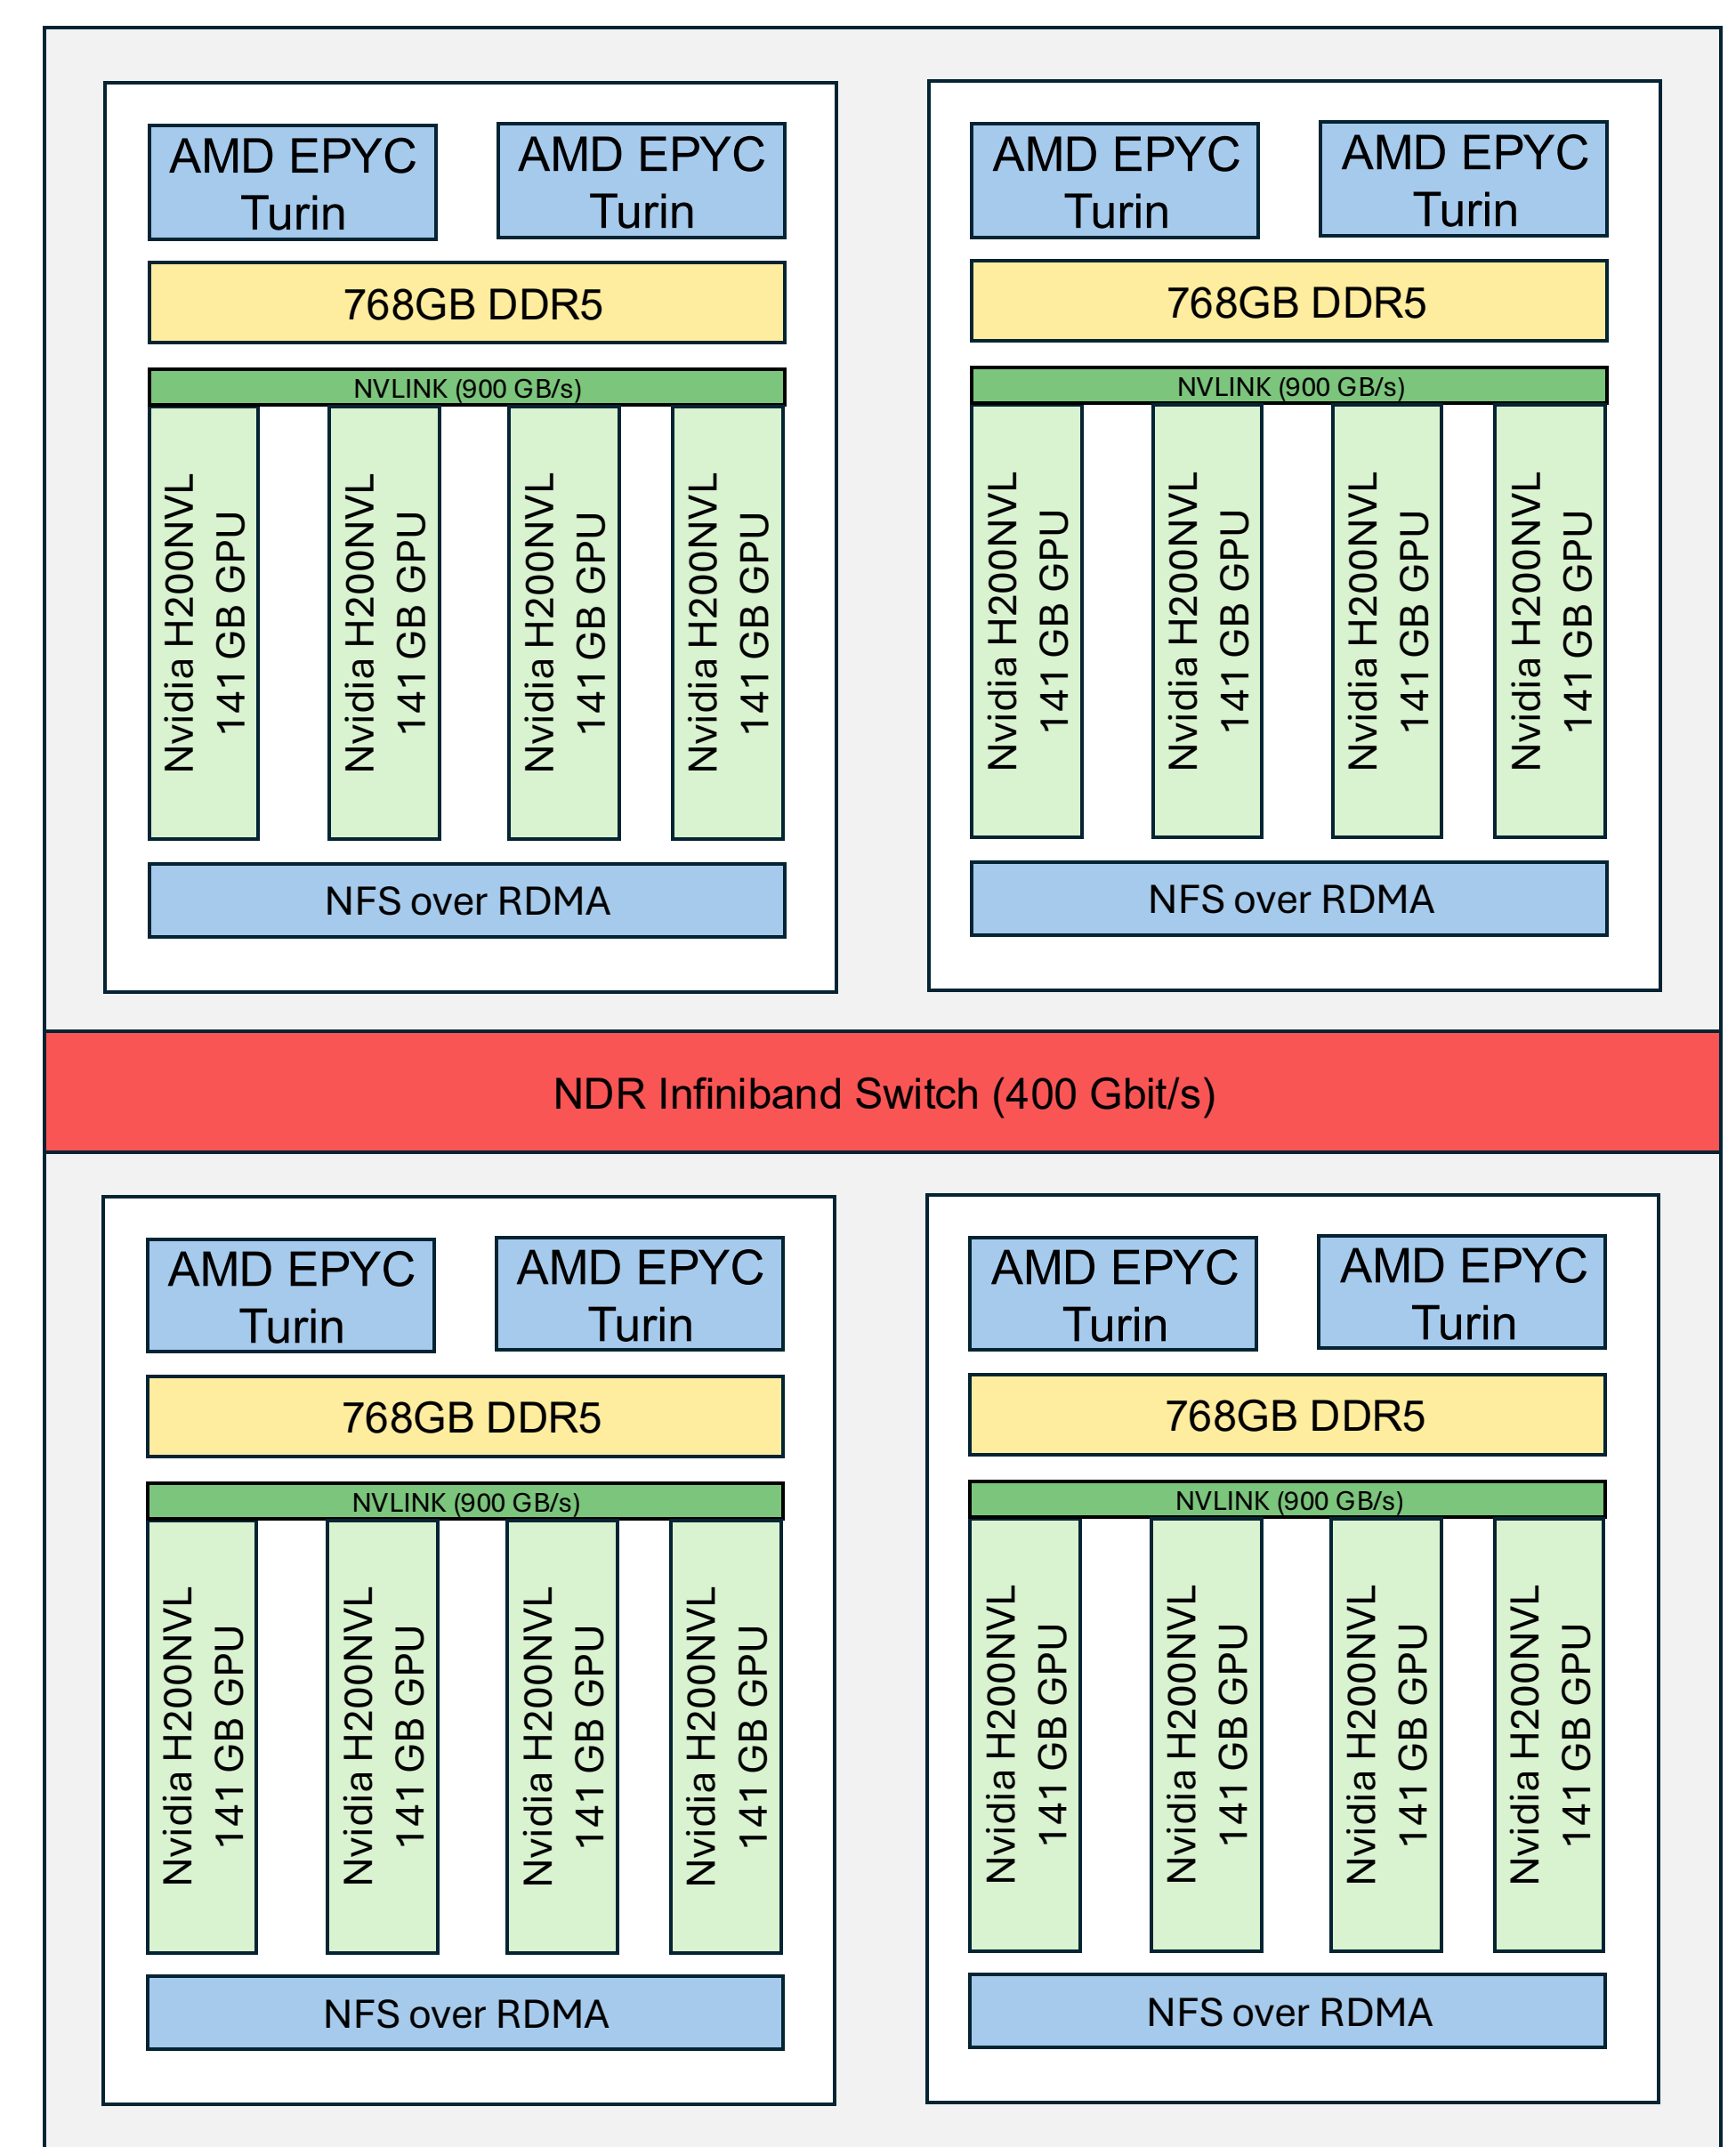 AMD EPYC
Turin
AMD EPYC
Turin
768GB DDR5
NVLINK (900 GB/s)
Nvidia H200NVL
141 GB GPU
Nvidia H200NVL
141 GB GPU
Nvidia H200NVL
141 GB GPU
Nvidia H200NVL
141 GB GPU
NFS over RDMA
AMD EPYC
Turin
AMD EPYC
Turin
768GB DDR5
NVLINK (900 GB/s)
Nvidia H200NVL
141 GB GPU
Nvidia H200NVL
141 GB GPU
Nvidia H200NVL
141 GB GPU
Nvidia H200NVL
141 GB GPU
NFS over RDMA
NDR Infiniband Switch (400 Gbit/s)
AMD EPYC
Turin
AMD EPYC
Turin
768GB DDR5
NVLINK (900 GB/s)
Nvidia H200NVL
141 GB GPU
Nvidia H200NVL
141 GB GPU
Nvidia H200NVL
141 GB GPU
Nvidia H200NVL
141 GB GPU
NFS over RDMA
AMD EPYC
Turin
AMD EPYC
Turin
768GB DDR5
NVLINK (900 GB/s)
Nvidia H200NVL
141 GB GPU
Nvidia H200NVL
141 GB GPU
Nvidia H200NVL
141 GB GPU
Nvidia H200NVL
141 GB GPU
NFS over RDMA